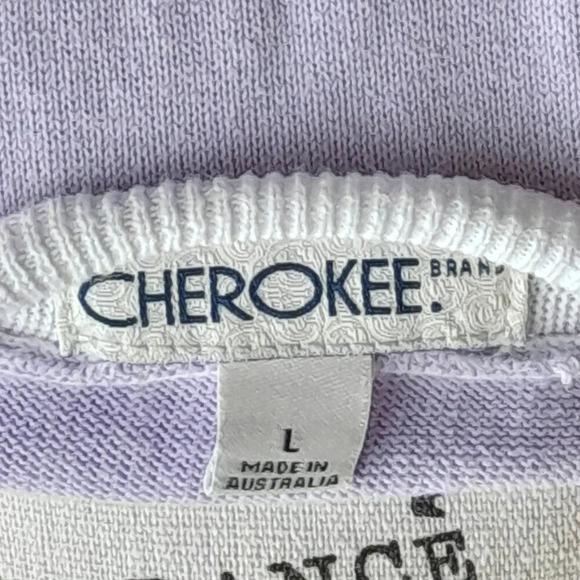 CHEROKEE. BRAND
L
MADE IN
AUSTRALIA